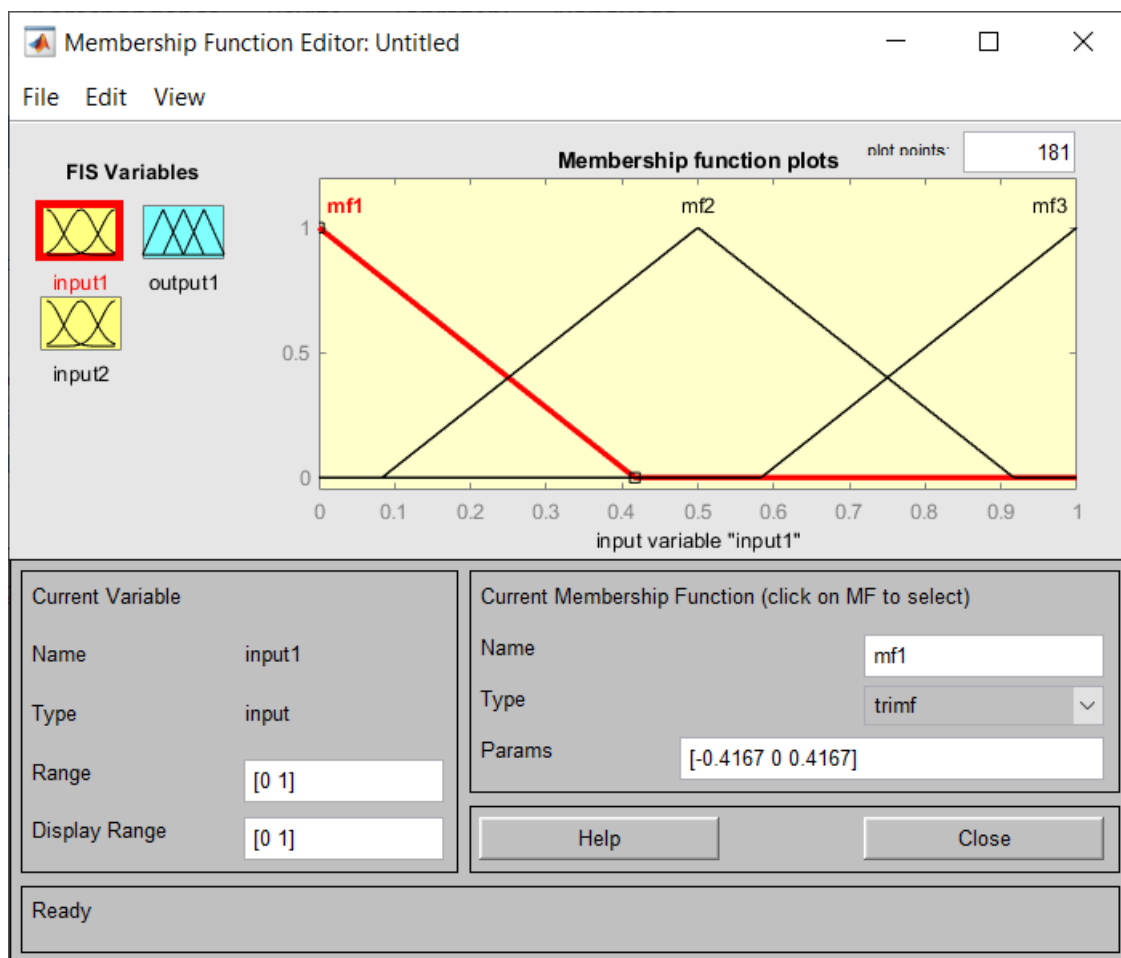 Membership Function Editor: Untitled
File Edit View
FIS Variables
input1
output1
input2
Membership function plots
plot points:
181
mf1
mf2
mf3
1
0.5
0
0 0.1 0.2 0.3 0.4 0.5 0.6 0.7 0.8 0.9 1
input variable "input1"
Current Variable
Name input1
Type input
Range [0 1]
Display Range [0 1]
Current Membership Function (click on MF to select)
Name mf1
Type trimf
Params [-0.4167 0 0.4167]
Help
Close
Ready